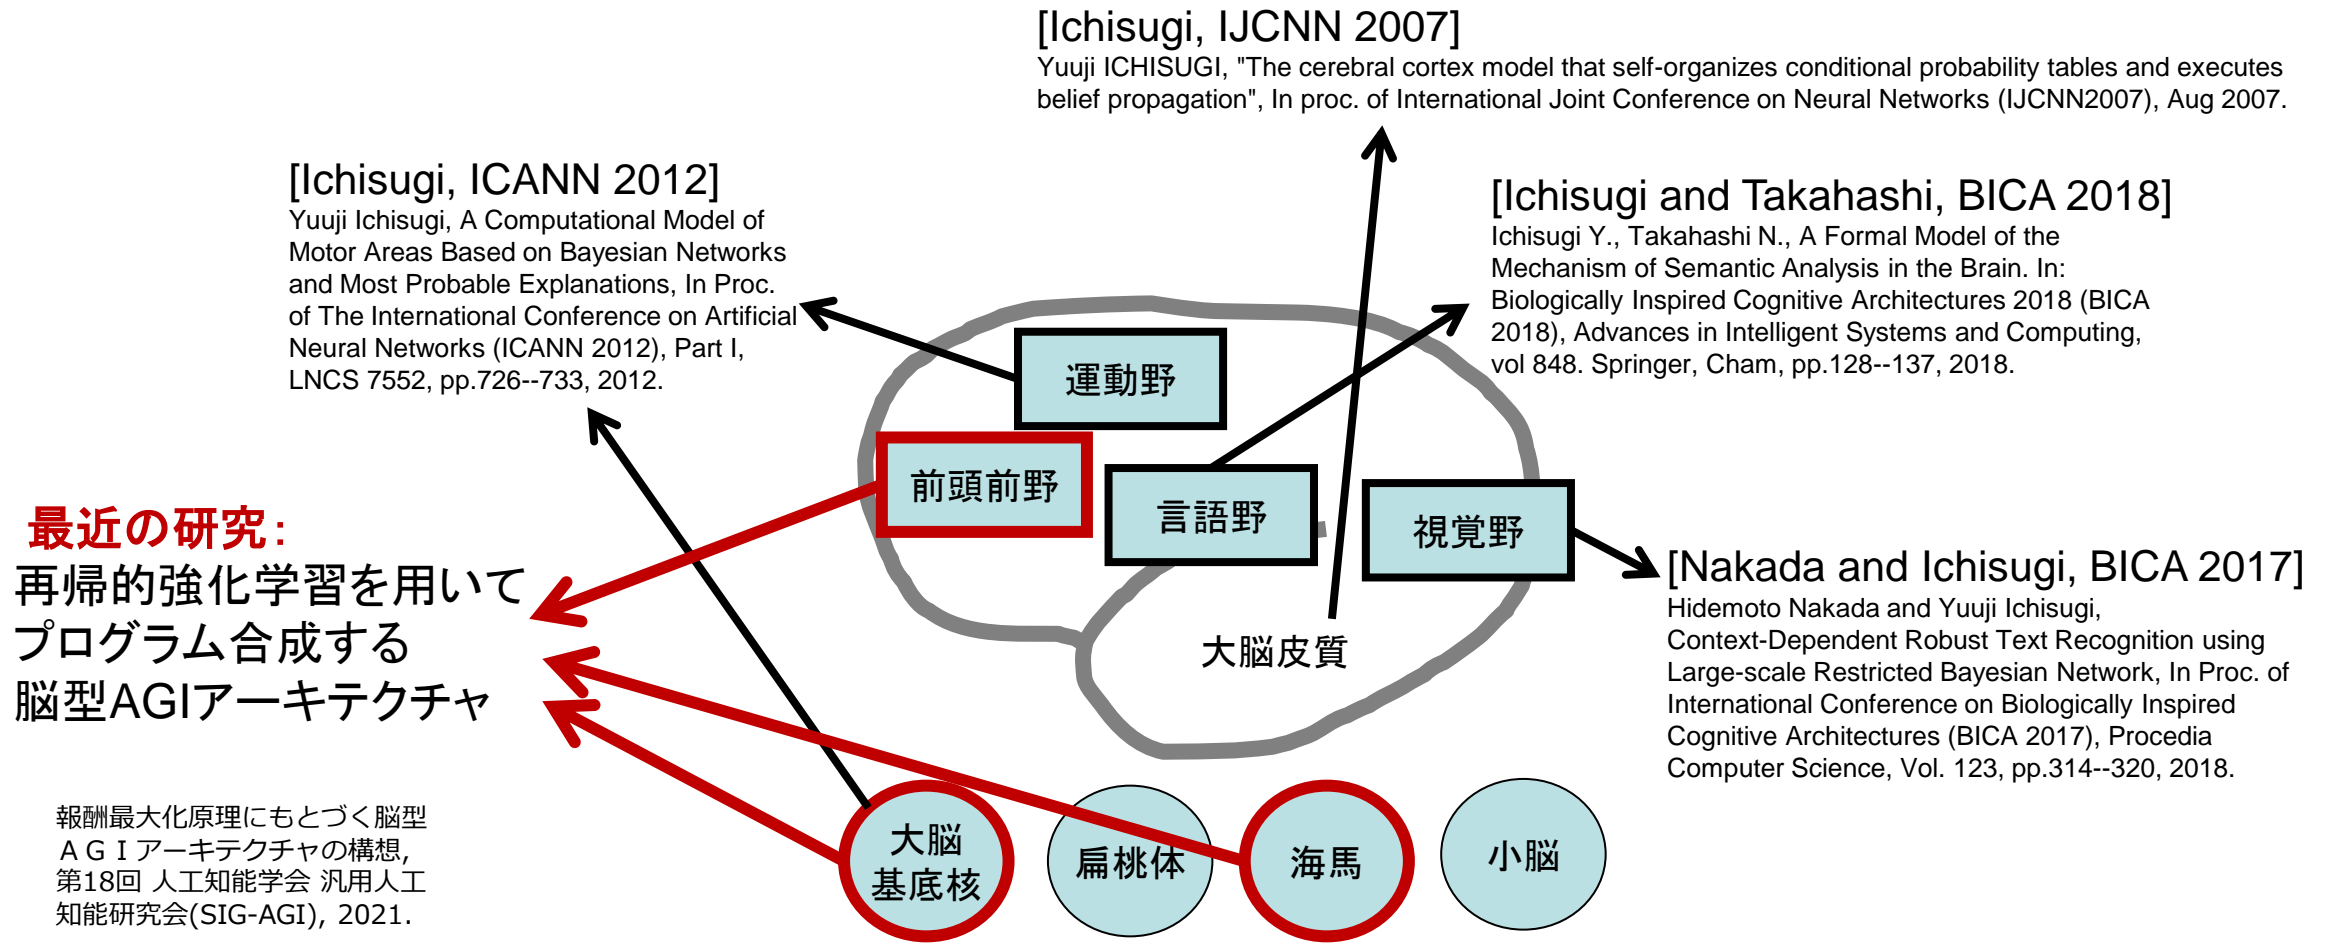 [Ichisugi, IJCNN 2007]
Yuuji ICHISUGI, "The cerebral cortex model that self-organizes conditional probability tables and executes
belief propagation", In proc. of International Joint Conference on Neural Networks (IJCNN2007), Aug 2007.
[Ichisugi, ICANN 2012]
Yuuji Ichisugi, A Computational Model of
Motor Areas Based on Bayesian Networks
and Most Probable Explanations, In Proc.
of The International Conference on Artificial
Neural Networks (ICANN 2012), Part I,
LNCS 7552, pp.726--733, 2012.
[Ichisugi and Takahashi, BICA 2018]
Ichisugi Y., Takahashi N., A Formal Model of the
Mechanism of Semantic Analysis in the Brain. In:
Biologically Inspired Cognitive Architectures 2018 (BICA
2018), Advances in Intelligent Systems and Computing,
vol 848. Springer, Cham, pp.128--137, 2018.
運動野
前頭前野
言語野
視覚野
大脳皮質
最近の研究：
再帰的強化学習を用いて
プログラム合成する
脳型AGIアーキテクチャ
[Nakada and Ichisugi, BICA 2017]
Hidemoto Nakada and Yuuji Ichisugi,
Context-Dependent Robust Text Recognition using
Large-scale Restricted Bayesian Network, In Proc. of
International Conference on Biologically Inspired
Cognitive Architectures (BICA 2017), Procedia
Computer Science, Vol. 123, pp.314--320, 2018.
報酬最大化原理にもとづく脳型
ＡＧＩアーキテクチャの構想,
第18回 人工知能学会 汎用人工
知能研究会(SIG-AGI), 2021.
大脳
基底核
扁桃体
海馬
小脳